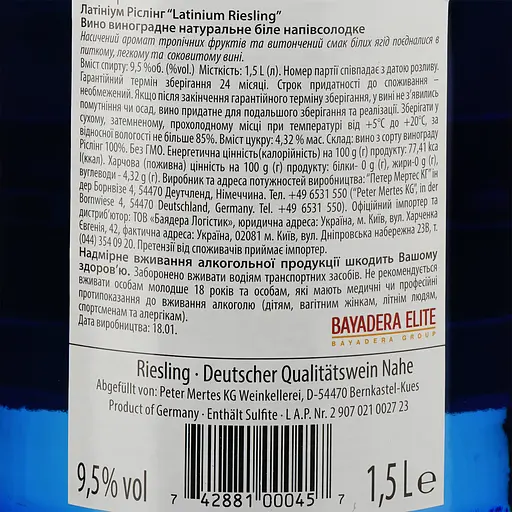 Латініум Ріслінг “Latinium Riesling”
Вино виноградне натуральне біле напівсолодке
Насичений аромат тропічних фруктів та витончений смак білих ягід поєдналися в
питкому, легкому та соковитому вині.
Вміст спирту: 9,5 %об. (%vol.) Місткість: 1,5 Л (л). Номер партії співпадає з датою розливу.
Гарантійний термін зберігання 24 місяці. Строк придатності до споживання –
необмежений. Якщо після закінчення гарантійного терміну зберігання, у вині не з’явились
помутніння чи осад, вино придатне для подальшого зберігання та реалізації. Зберігати у
сухому, затемненому, прохолодному місці при температурі від +5°С до +20°С, за
відносної вологості не більше 85%. Вміст цукру: 4,32 % мас. Склад: вино з сорту винограду
Ріслінг 100%. Без ГМО. Енергетична цінність(калорійність) на 100 g (г) продукту: 77,41 kca
l(ккал). Харчова (поживна) цінність на 100 g (г) продукту: білки- 0 g (г), жири-0 g (г),
вуглеводи - 4,32 g (г). Виробник та адреса потужностей виробництва: “Петер Мертес КГ” ін
дер Борнвізе 4, 54470 Деутчленд, Німеччина. Тел. +49 6531 550 (“Peter Mertes KG”, in der
Bornwiese 4, 54470 Deutschland, Germany. Tel. +49 6531 550). Офіційний імпортер та
дистриб’ютор: ТОВ «Баядера Логістик», юридична адреса: Україна, м. Київ, вул. Харченка
Євгенія, 42, фактична адреса: Україна, 02081 м. Київ, вул. Дніпровська набережна 23В, т.
(044) 354 09 20. Претензії від споживачів приймає імпортер.
Надмірне вживання алкогольної продукції шкодить Вашому
здоров’ю. Заборонено вживати водіям транспортних засобів. Не рекомендується
вживати особам молодше 18 років та особам, які мають медичні чи професійні
протипоказання до вживання алкоголю (дітям, вагітним жінкам, літнім людям,
спортсменам та алергікам).
Дата виробництва: 18.01.
BAYADERA ELITE
BAYADERA GROUP
Riesling · Deutscher Qualitätswein Nahe
Abgefüllt von: Peter Mertes KG Weinkellerei, D-54470 Bernkastel-Kues
Product of Germany · Enthält Sulfite · L A.P. Nr. 2 907 021 0027 23
9,5% vol
7 42881 00045 7
1,5 L e